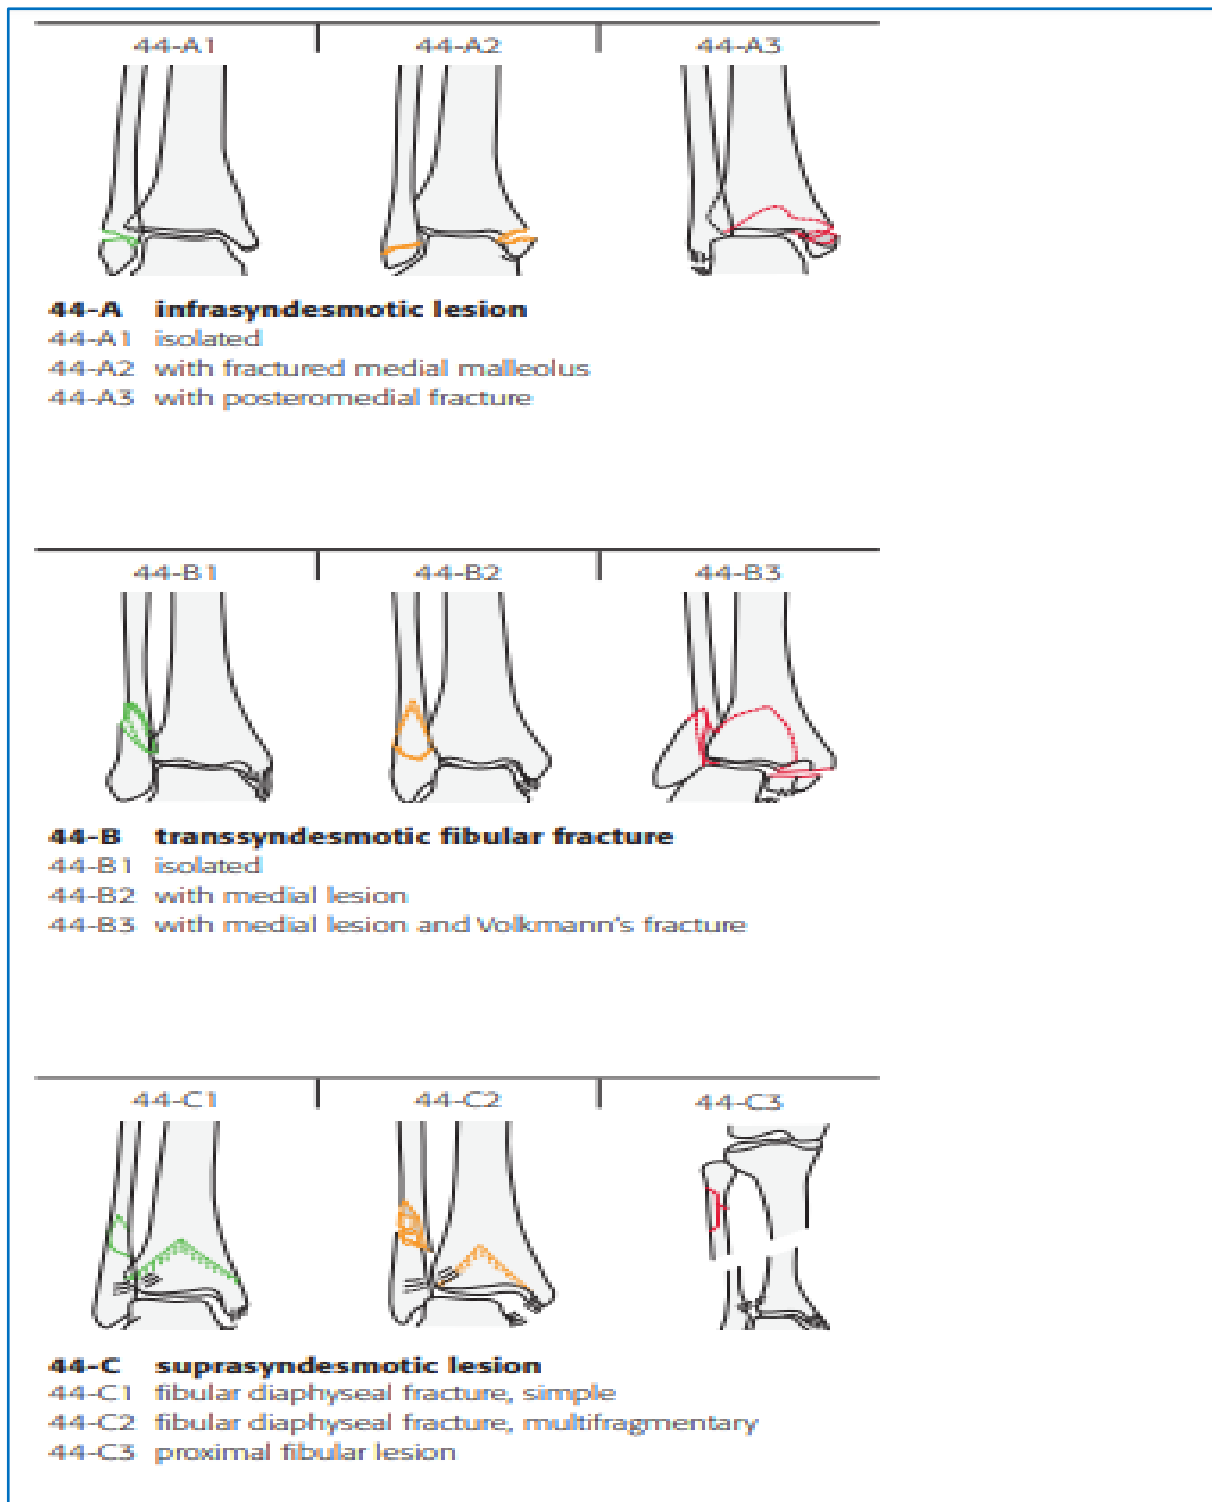 44-A1 44-A2 44-A3
44-A infrasyndesmotic lesion
44-A1 isolated
44-A2 with fractured medial malleolus
44-A3 with posteromedial fracture
44-B1 44-B2 44-B3
44-B transsyndesmotic fibular fracture
44-B1 isolated
44-B2 with medial lesion
44-B3 with medial lesion and Volkmann's fracture
44-C1 44-C2 44-C3
44-C suprasyndesmotic lesion
44-C1 fibular diaphyseal fracture, simple
44-C2 fibular diaphyseal fracture, multifragmentary
44-C3 proximal fibular lesion